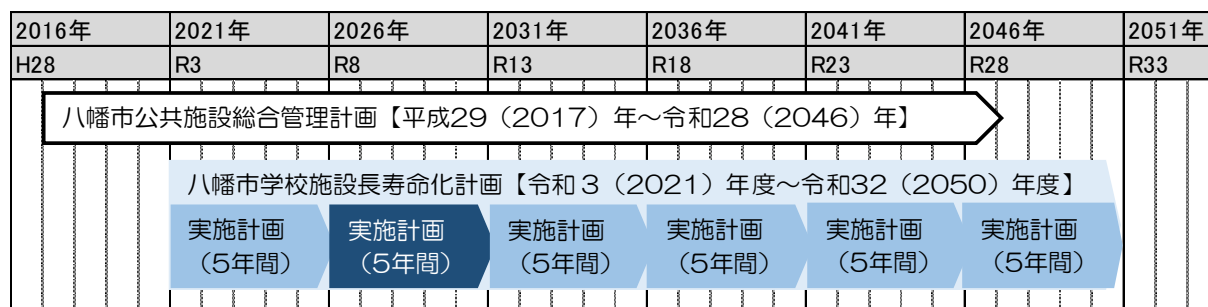 2016年 2021年 2026年 2031年 2036年 2041年 2046年 2051年
H28 R3 R8 R13 R18 R23 R28 R33
八幡市公共施設総合管理計画【平成29（2017）年～令和28（2046）年】
八幡市学校施設長寿命化計画【令和３（2021）年度～令和32（2050）年度】
実施計画 実施計画 実施計画 実施計画 実施計画 実施計画
（5年間） （5年間） （5年間） （5年間） （5年間） （5年間）